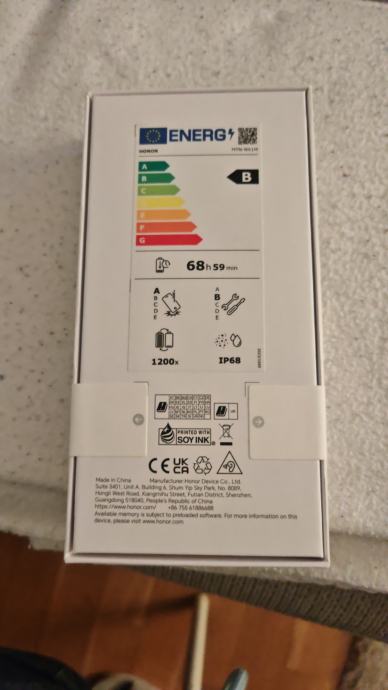 ENERG
HONOR
A
B
C
E
F
G
B
68 h 59 min
A
B
C
D
E
A
B
C
D
E
1200x
IP68
PRINTED WITH
SOY INK
CE UK
CA
Made in China Manufacturer:Honor Device Co., Ltd.
Suite 3401, Unit A, Building 6, Shum Yip Sky Park, No. 8089,
Hongli West Road, Xiangmihu Street, Futian District, Shenzhen,
Guangdong 518040, People's Republic of China
https://www.honor.com/ +86 755 61886688
Available memory is subject to preloaded software. For more information on this
device, please visit www.honor.com